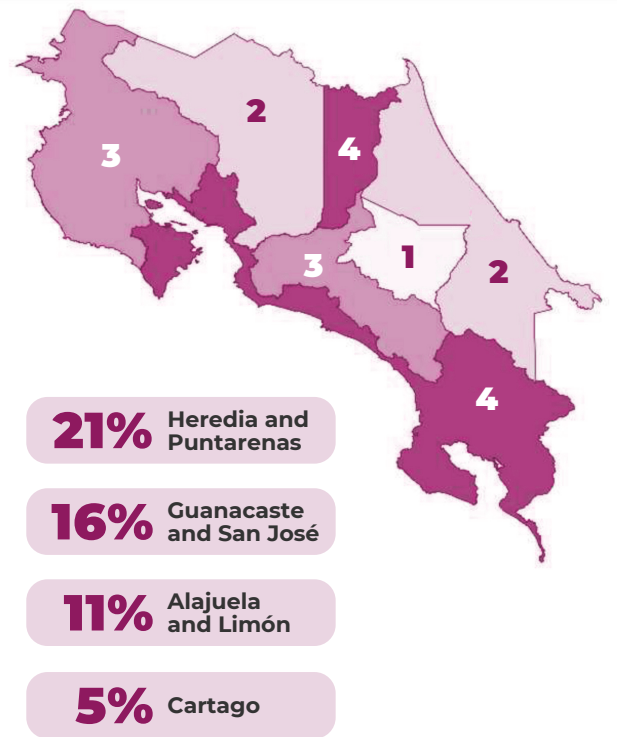 2
4
3
3
1
2
4
21% Heredia and
Puntarenas
16% Guanacaste
and San José
11% Alajuela
and Limón
5% Cartago